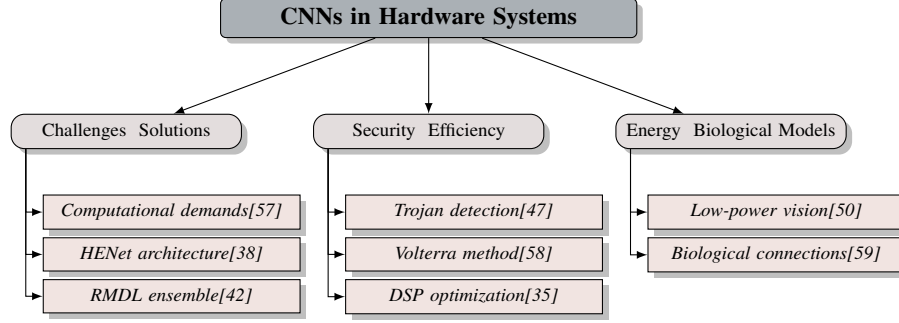 CNNs in Hardware Systems
Challenges Solutions
Computational demands[57]
HENet architecture[38]
RMDL ensemble[42]
Security Efficiency
Trojan detection[47]
Volterra method[58]
DSP optimization[35]
Energy Biological Models
Low-power vision[50]
Biological connections[59]